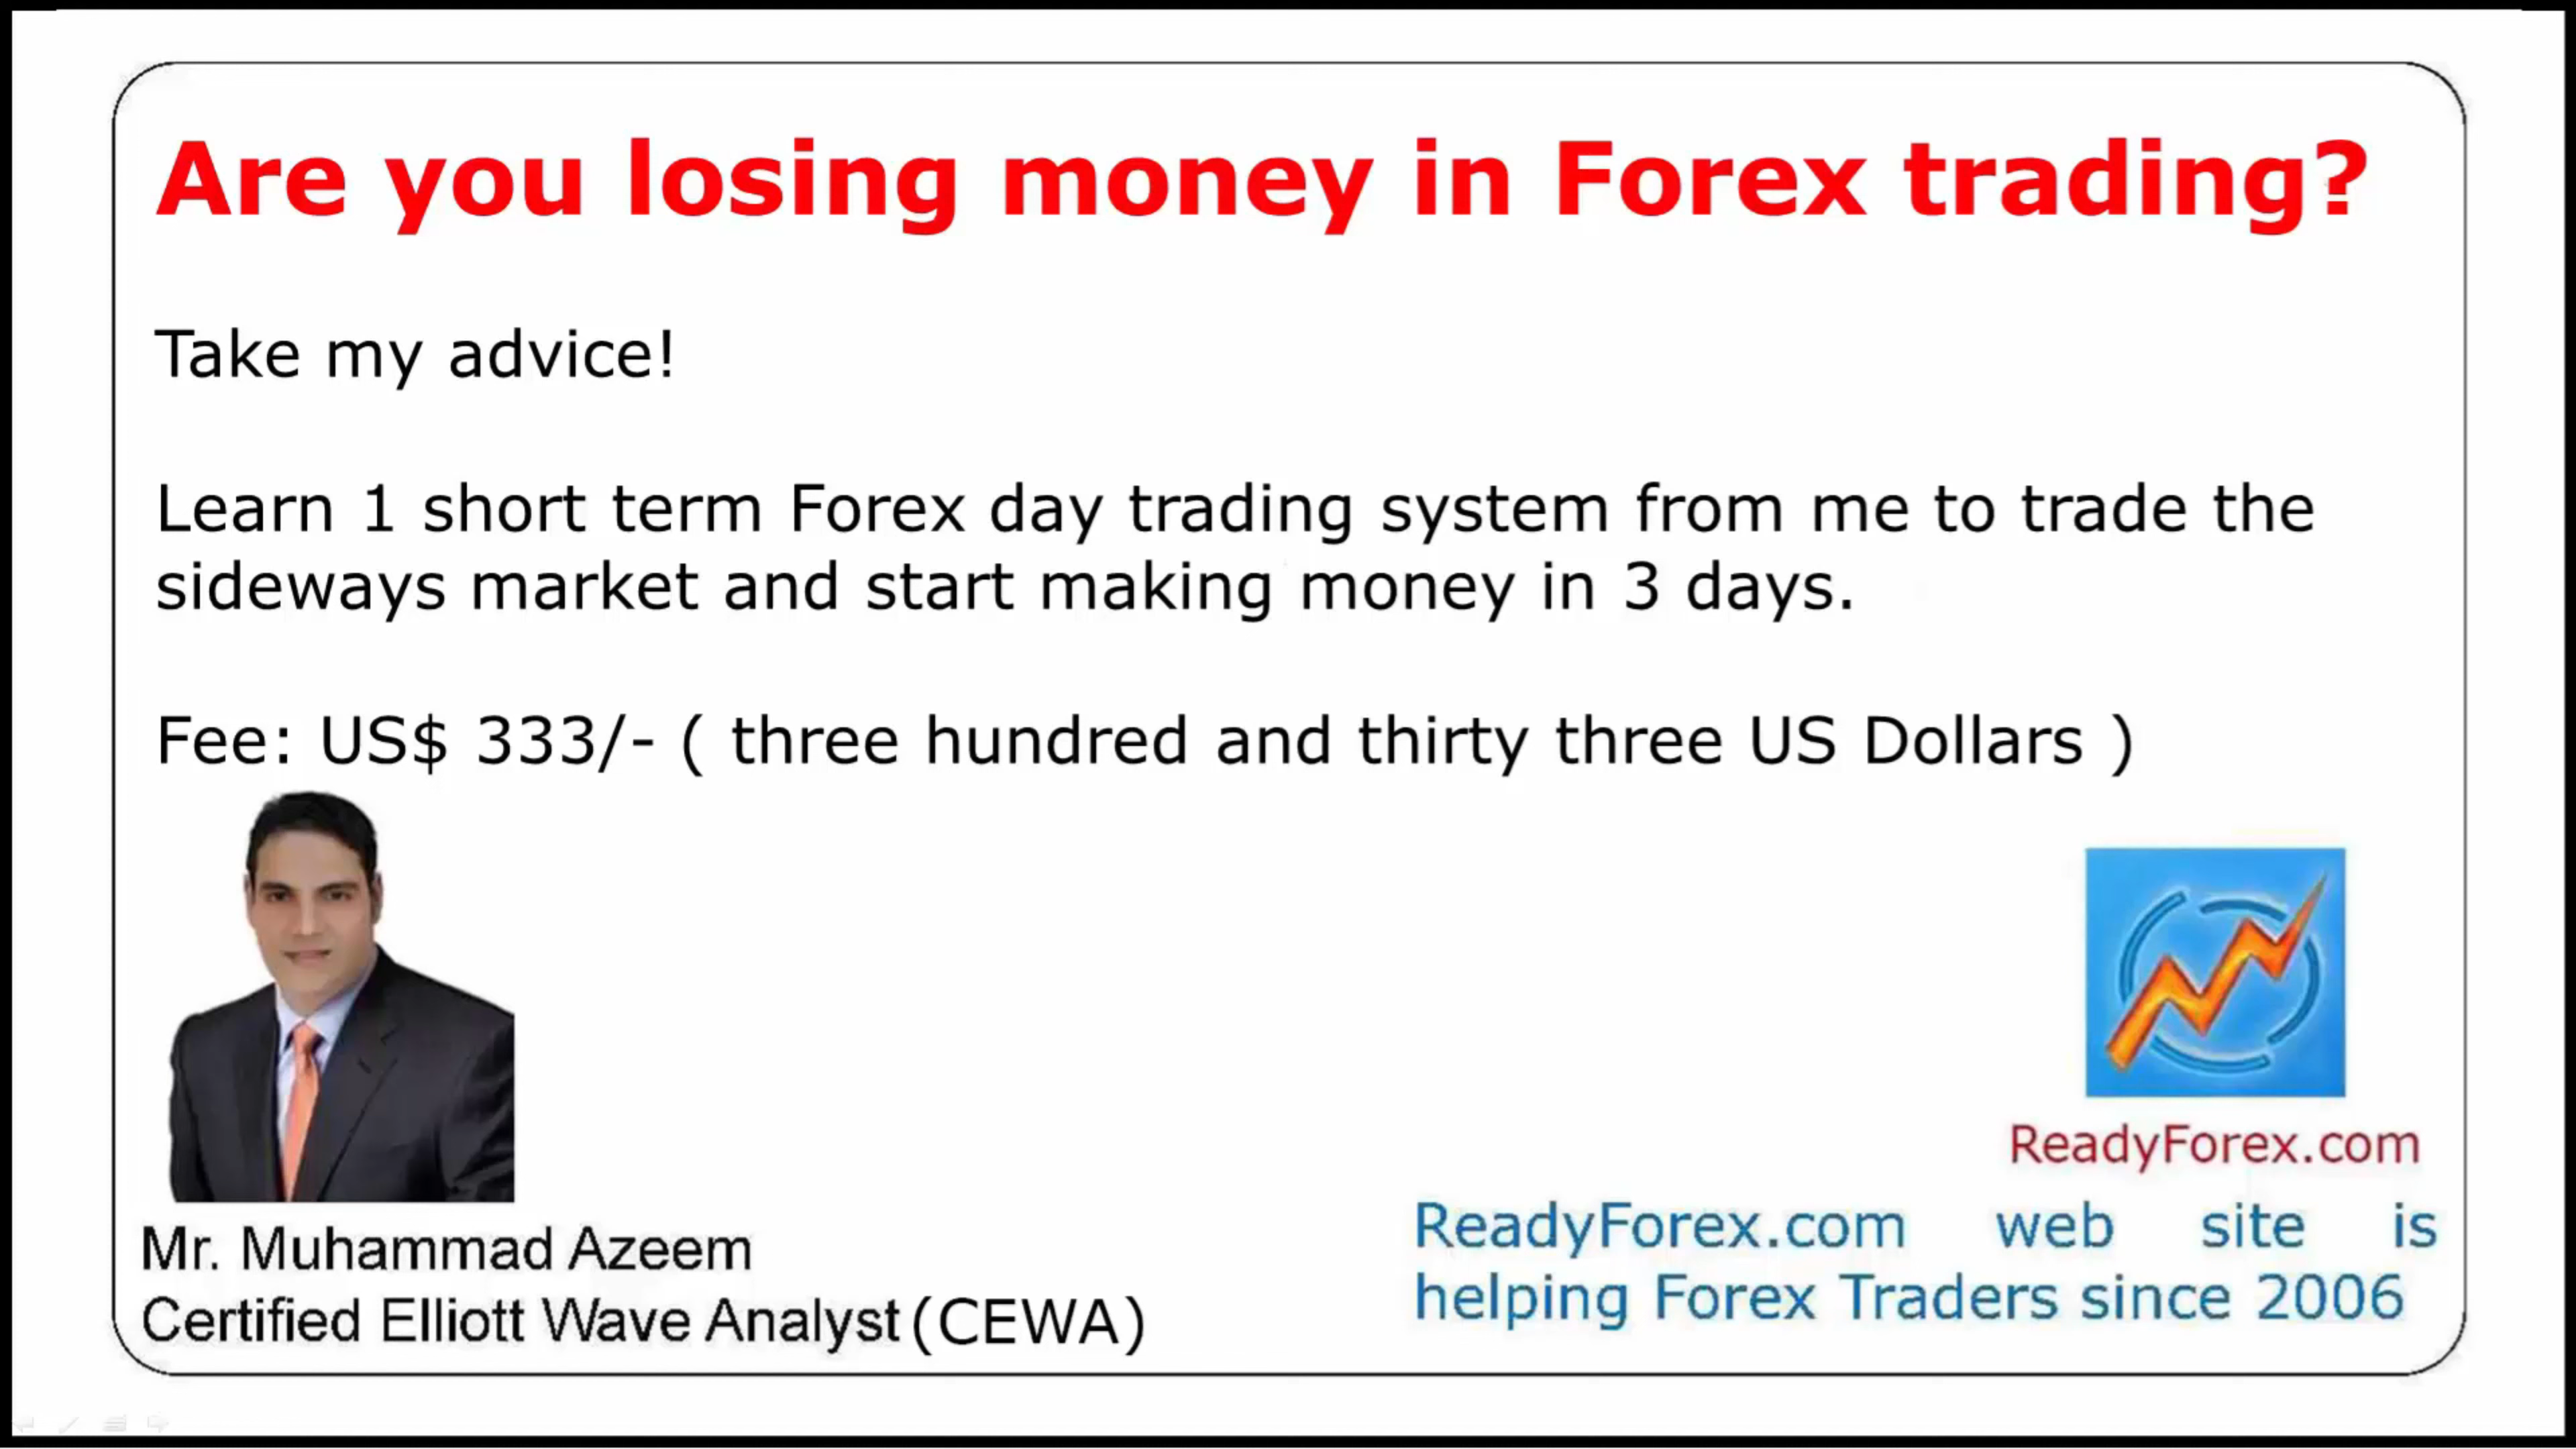 Are you losing money in Forex trading?
Take my advice!
Learn 1 short term Forex day trading system from me to trade the
sideways market and start making money in 3 days.
Fee: US$ 333/- ( three hundred and thirty three US Dollars )
Mr. Muhammad Azeem
Certified Elliott Wave Analyst (CEWA)
ReadyForex.com
ReadyForex.com web site is
helping Forex Traders since 2006